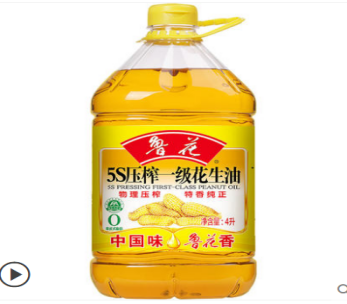 鲁花
5S压榨一级花生油
5S PRESSING FIRST-CLASS PEANUT OIL
物理压榨 特香纯正
净含量:4升
中国味 鲁花香